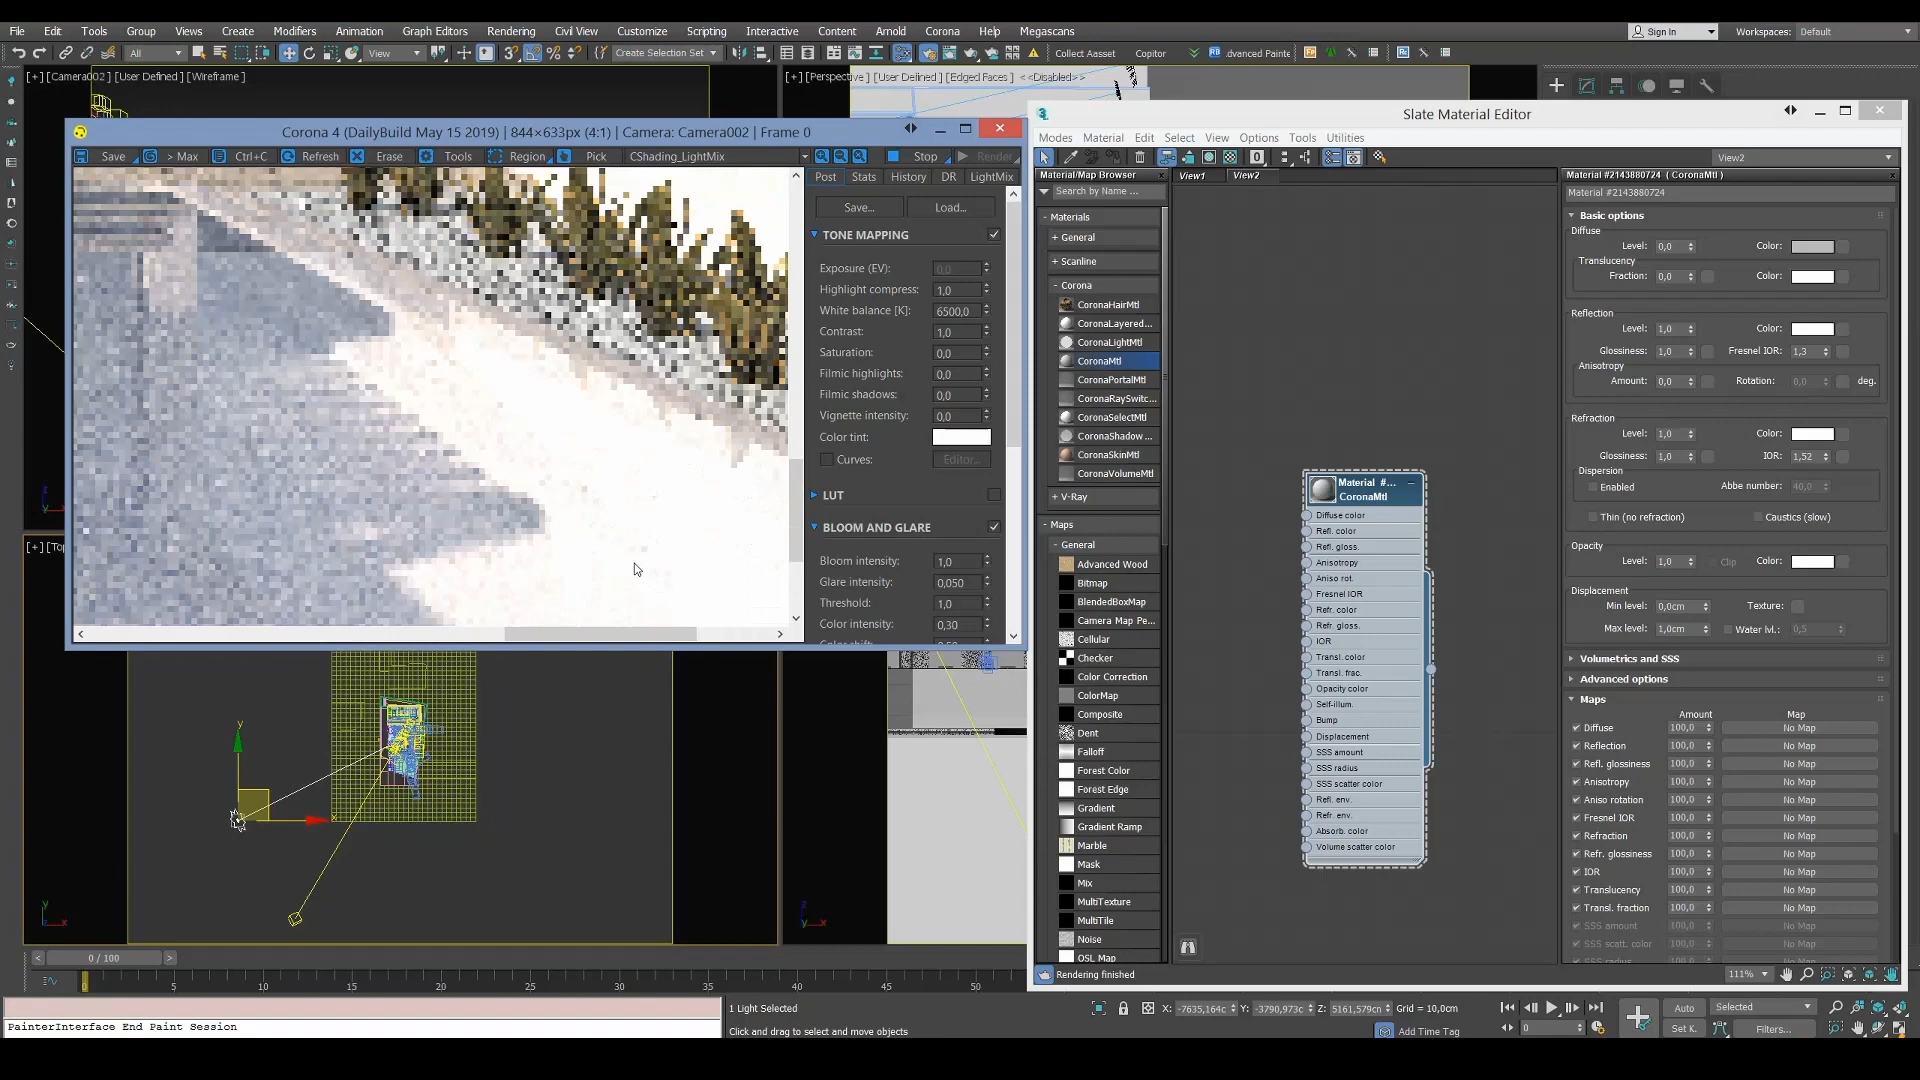 File Edit Tools Group Views Create Modifiers Animation Graph Editors Rendering Civil View Customize Scripting Interactive Content Arnold Corona Help Megascans Sign In Workspaces: Default
All View Create Selection Set Collect Aasset Copitor
[+] [Camera002 ] [User Defined ] [Wireframe ]
[+] [Perspective ] [User Defined ] [Edged Faces ] <<Disabled>>
Corona 4 (DailyBuild May 15 2019) | 844×633px (4:1) | Camera: Camera002 | Frame 0
Save > Max Ctrl+C Refresh Erase Tools Region Pick CShading_LightMix Stop Render
Post Stats History DR LightMix
Save... Load...
TONE MAPPING
Exposure (EV): 0,0
Highlight compress: 1,0
White balance [K]: 6500,0
Contrast: 1,0
Saturation: 0,0
Filmic highlights: 0,0
Filmic shadows: 0,0
Vignette intensity: 0,0
Color tint:
Curves: Editor...
LUT
BLOOM AND GLARE
Bloom intensity: 1,0
Glare intensity: 0,050
Threshold: 1,0
Color intensity: 0,30
[+] [Top
y
x
0 / 100
0 5 10 15 20 25 30 35 40 45 50
PainterInterface End Paint Session
1 Light Selected
Click and drag to select and move objects
X: -7635,164c Y: -3790,973c Z: 5161,579cn Grid = 10,0cm
Add Time Tag
0
Auto Selected
Set K. Filters...
Slate Material Editor
Modes Material Edit Select View Options Tools Utilities
View2
Material/Map Browser
Search by Name ...
View1 View2
- Materials
+ General
+ Scanline
- Corona
CoronaHairMtl
CoronaLayered...
CoronaLightMtl
CoronaMtl
CoronaPortalMtl
CoronaRaySwitc...
CoronaSelectMtl
CoronaShadow ...
CoronaSkinMtl
CoronaVolumeMtl
+ V-Ray
- Maps
- General
Advanced Wood
Bitmap
BlendedBoxMap
Camera Map Pe...
Cellular
Checker
Color Correction
ColorMap
Composite
Dent
Falloff
Forest Color
Forest Edge
Gradient
Gradient Ramp
Marble
Mask
Mix
MultiTexture
MultiTile
Noise
OSL Map
Rendering finished
111%
Material #...
CoronaMtl
Diffuse color
Refl. color
Refl. gloss.
Anisotropy
Aniso rot.
Fresnel IOR
Refr. color
Refr. gloss.
IOR
Transl. color
Transl. frac.
Opacity color
Self-illum.
Bump
Displacement
SSS amount
SSS radius
SSS scatter color
Refl. env.
Refr. env.
Absorb. color
Volume scatter color
Material #2143880724 ( CoronaMtl )
Material #2143880724
Basic options
Diffuse
Level: 0,0 Color:
Translucency
Fraction: 0,0 Color:
Reflection
Level: 1,0 Color:
Glossiness: 1,0 Fresnel IOR: 1,3
Anisotropy
Amount: 0,0 Rotation: 0,0 deg.
Refraction
Level: 1,0 Color:
Glossiness: 1,0 IOR: 1,52
Dispersion
Enabled Abbe number: 40,0
Thin (no refraction) Caustics (slow)
Opacity
Level: 1,0 Clip Color:
Displacement
Min level: 0,0cm Texture:
Max level: 1,0cm Water lvl.: 0,5
Volumetrics and SSS
Advanced options
Maps
Amount Map
Diffuse 100,0 No Map
Reflection 100,0 No Map
Refl. glossiness 100,0 No Map
Anisotropy 100,0 No Map
Aniso rotation 100,0 No Map
Fresnel IOR 100,0 No Map
Refraction 100,0 No Map
Refr. glossiness 100,0 No Map
IOR 100,0 No Map
Translucency 100,0 No Map
Transl. fraction 100,0 No Map
SSS amount 100,0 No Map
SSS scatt. color 100,0 No Map